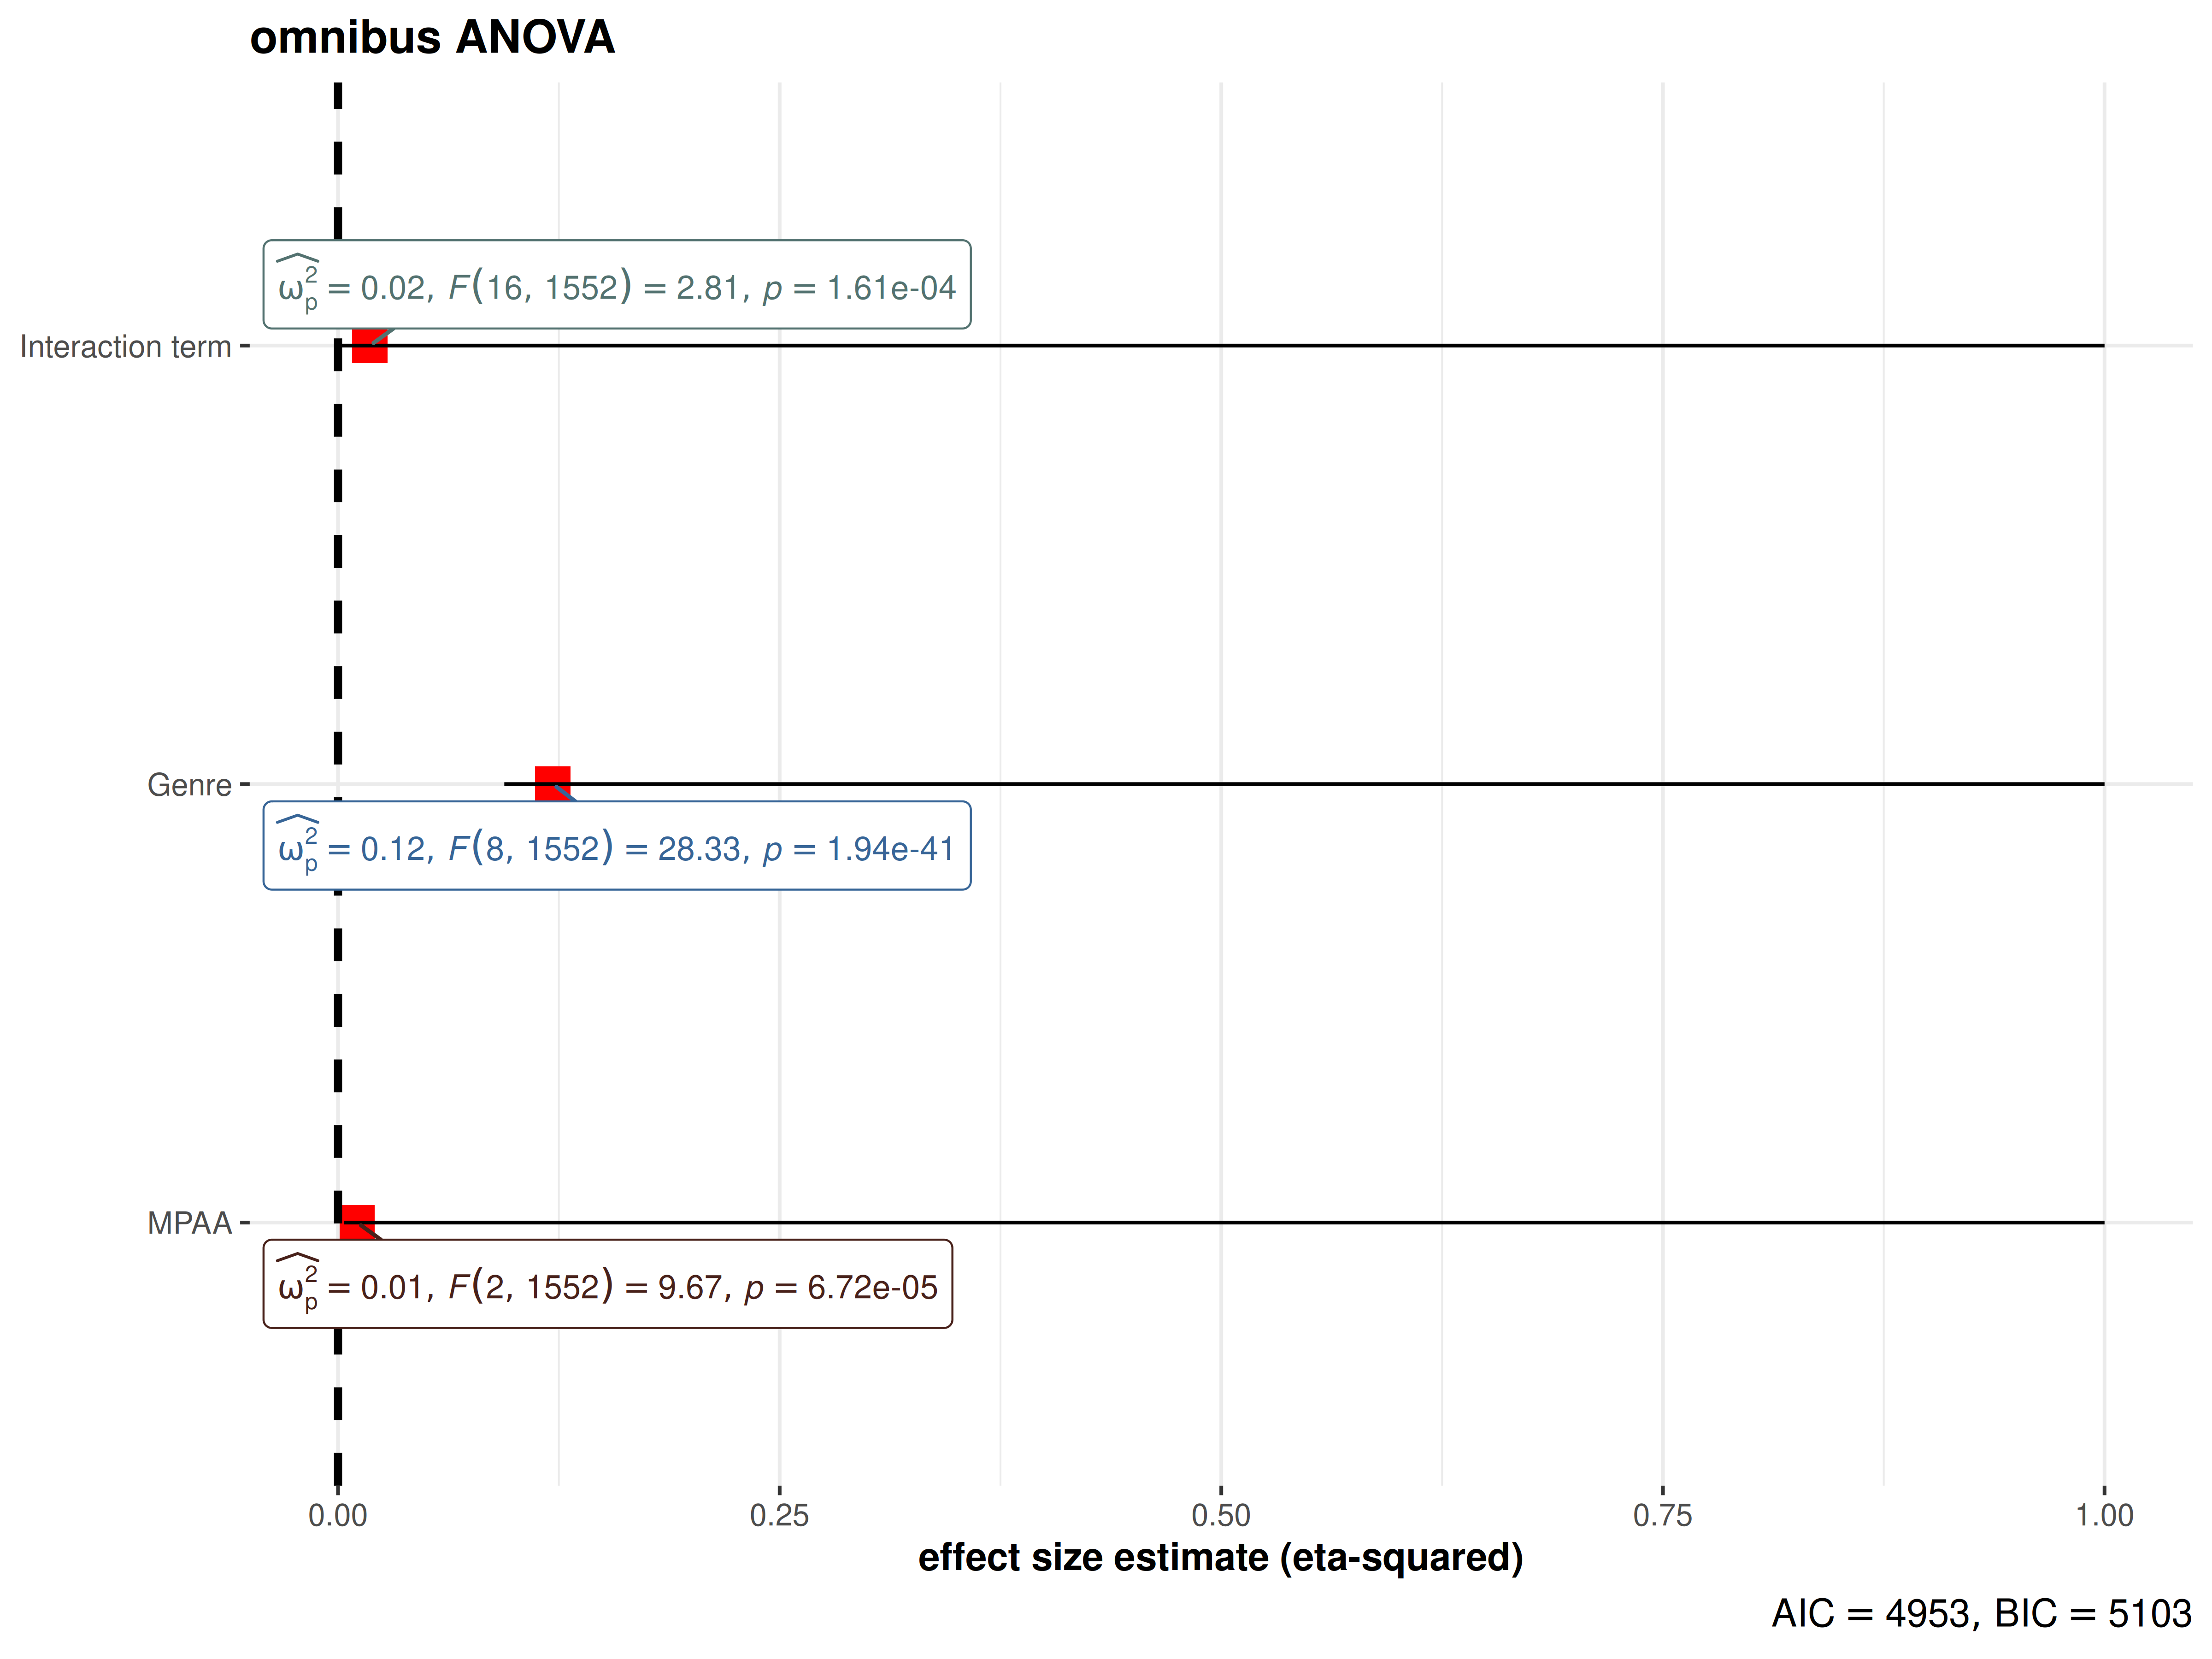 omnibus ANOVA
Interaction term
ω̂²ₚ = 0.02, F(16, 1552) = 2.81, p = 1.61e-04
Genre
ω̂²ₚ = 0.12, F(8, 1552) = 28.33, p = 1.94e-41
MPAA
ω̂²ₚ = 0.01, F(2, 1552) = 9.67, p = 6.72e-05
0.00 0.25 0.50 0.75 1.00
effect size estimate (eta-squared)
AIC = 4953, BIC = 5103